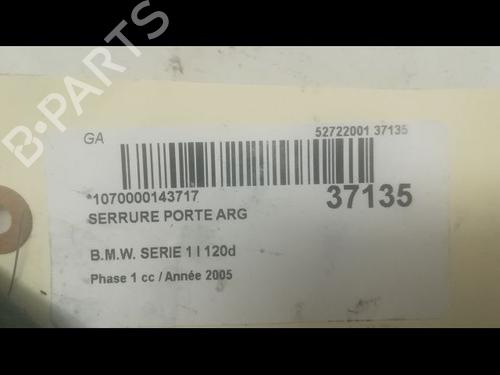 B-PARTS
GA
52722001 37135
*1070000143717
37135
SERRURE PORTE ARG
B.M.W. SERIE 1 I 120d
Phase 1 cc / Année 2005